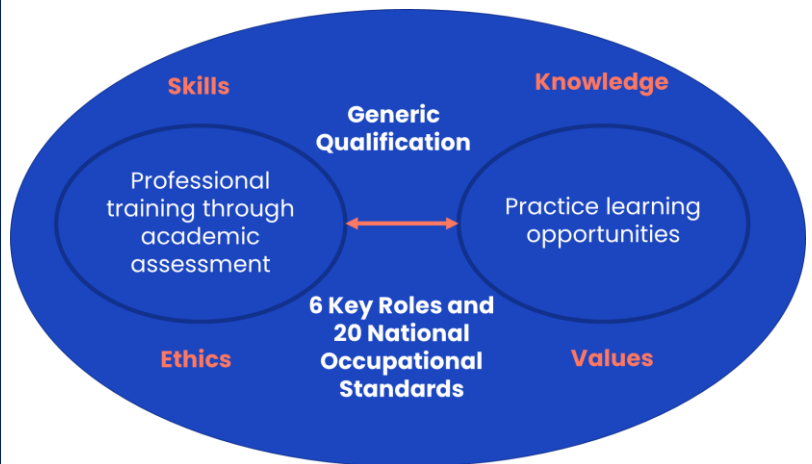 Skills
Knowledge
Generic
Qualification
Professional
training through
academic
assessment
Practice learning
opportunities
6 Key Roles and
20 National
Occupational
Standards
Ethics
Values